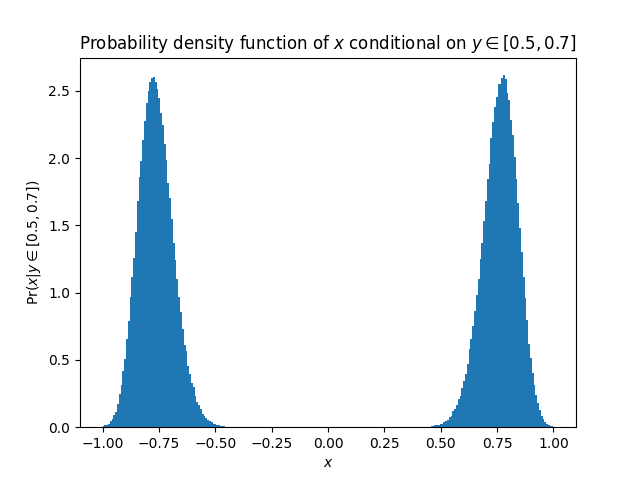 Probability density function of x conditional on y ∈ [0.5, 0.7]
Pr(x|y ∈ [0.5, 0.7])
2.5
2.0
1.5
1.0
0.5
0.0
−1.00 −0.75 −0.50 −0.25 0.00 0.25 0.50 0.75 1.00
x